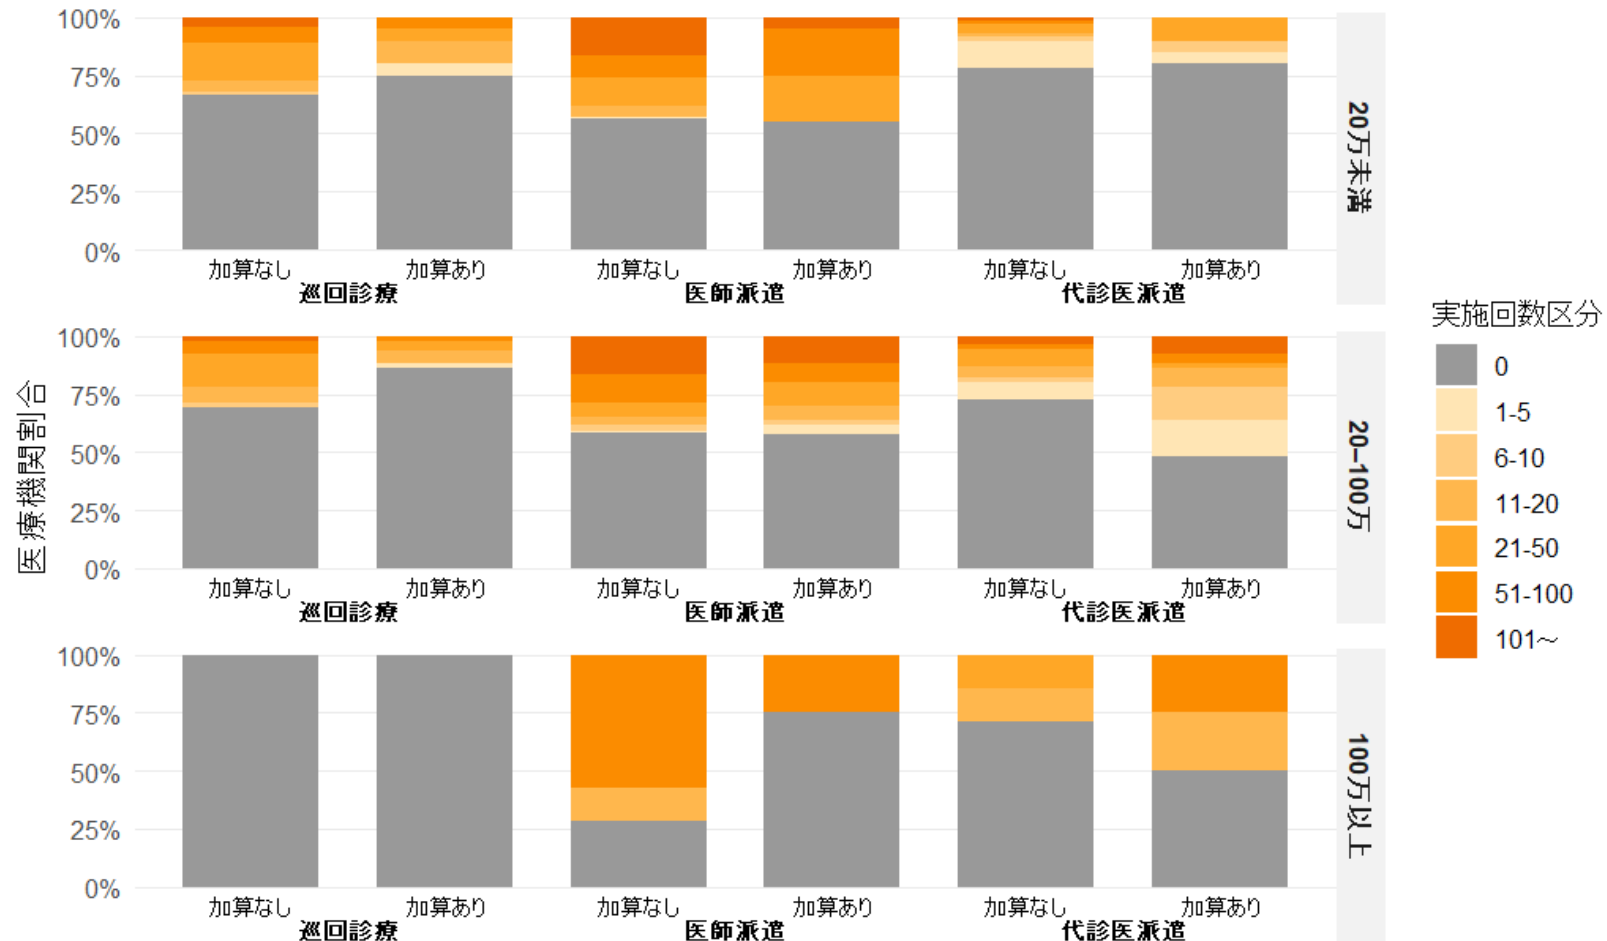 100%
75%
50%
25%
0%
加算なし 加算あり 加算なし 加算あり 加算なし 加算あり
巡回診療 医師派遣 代診医派遣
20万未満
100%
75%
50%
25%
0%
加算なし 加算あり 加算なし 加算あり 加算なし 加算あり
巡回診療 医師派遣 代診医派遣
20–100万
100%
75%
50%
25%
0%
加算なし 加算あり 加算なし 加算あり 加算なし 加算あり
巡回診療 医師派遣 代診医派遣
100万以上
医療機関割合
実施回数区分
0
1-5
6-10
11-20
21-50
51-100
101～